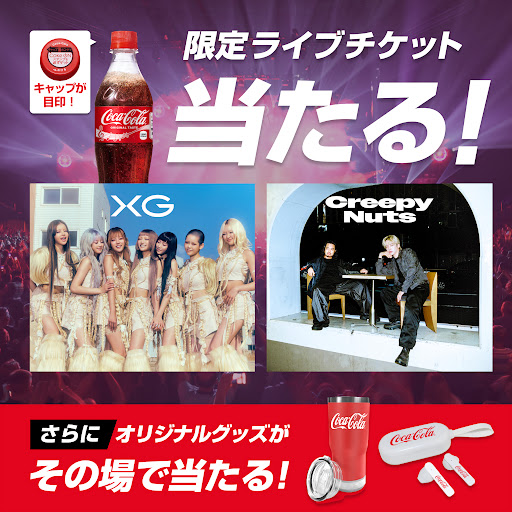 限定ライブチケット
当たる!
キャップが
目印!
Coca-Cola
ORIGINAL TASTE
XG
Creepy
Nuts
さらに オリジナルグッズが
その場で当たる!
Coca-Cola
Coca-Cola